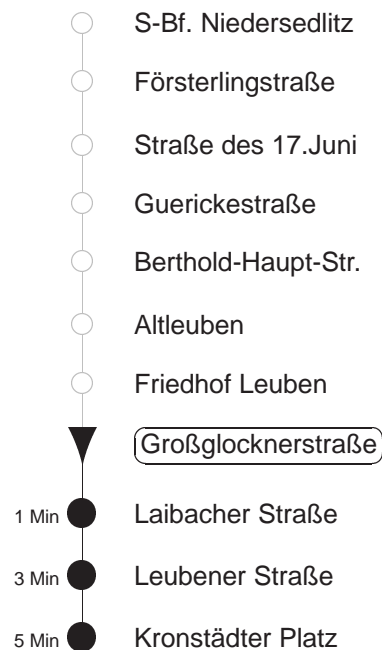 S-Bf. Niedersedlitz
Försterlingstraße
Straße des 17.Juni
Guerickestraße
Berthold-Haupt-Str.
Altleuben
Friedhof Leuben
Großglocknerstraße
1 Min Laibacher Straße
3 Min Leubener Straße
5 Min Kronstädter Platz